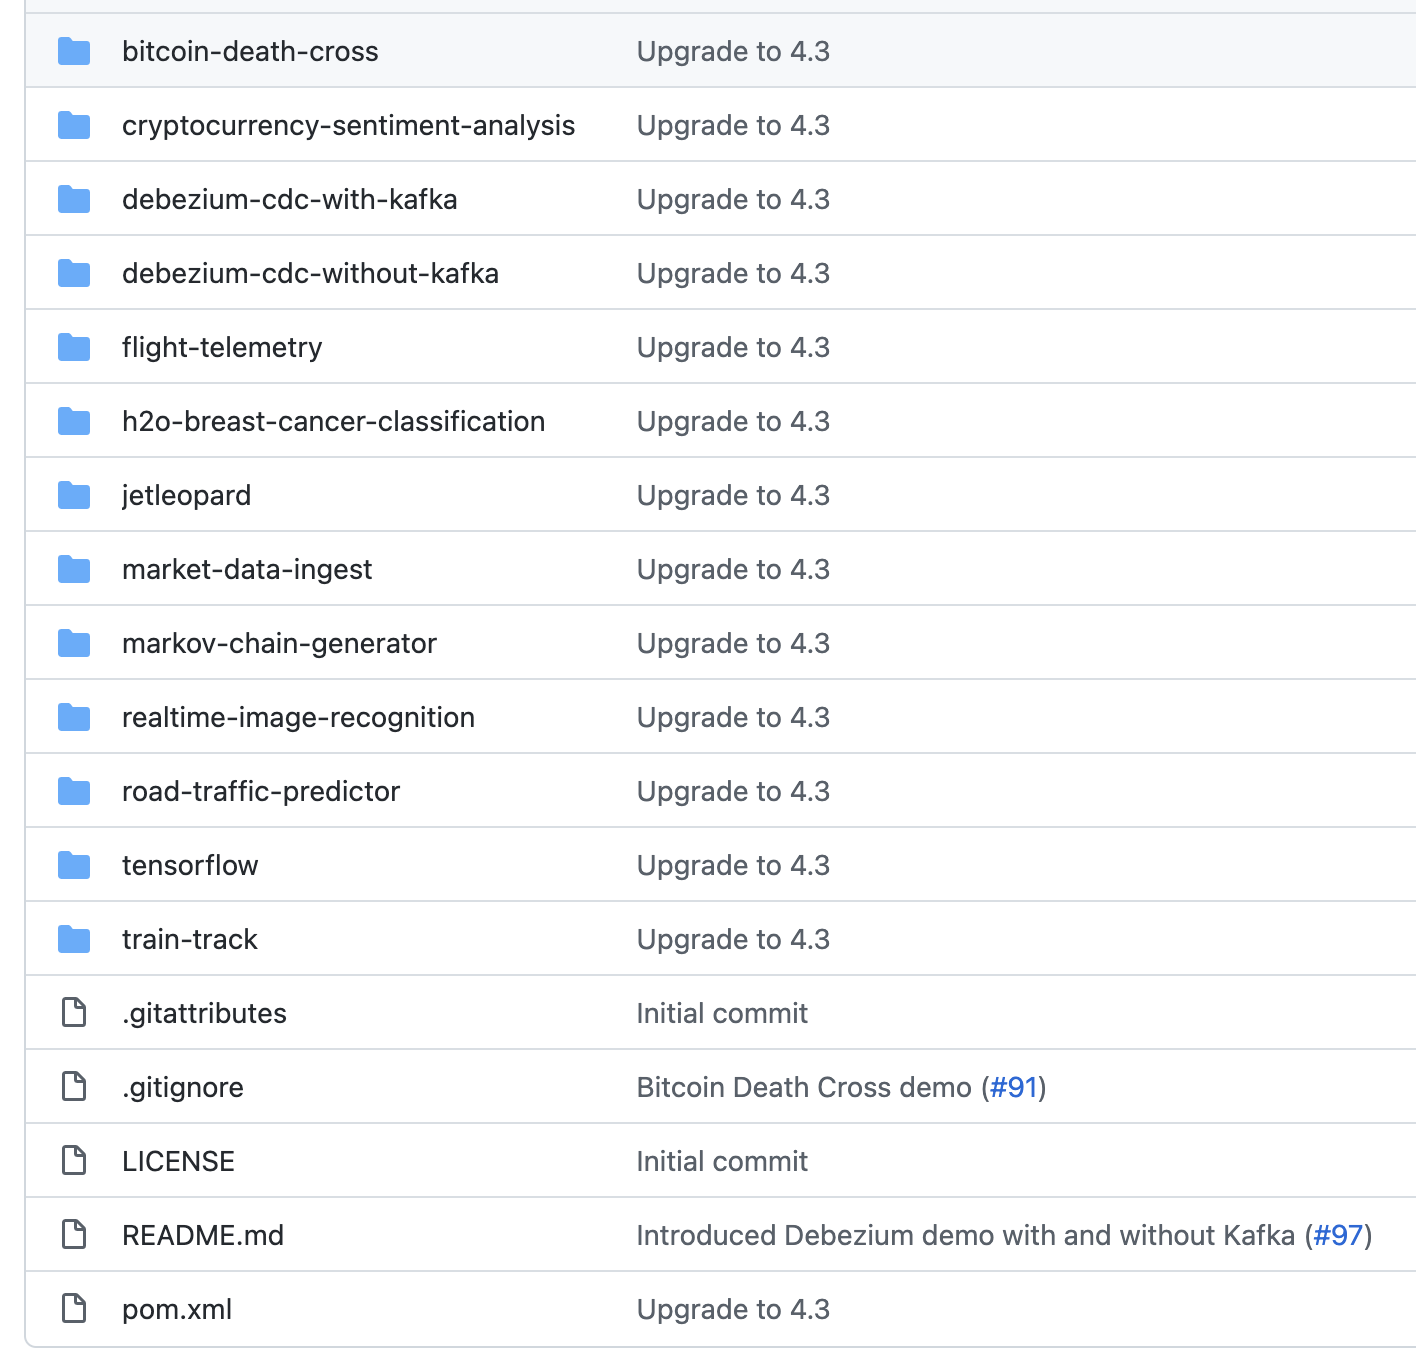 bitcoin-death-cross Upgrade to 4.3
cryptocurrency-sentiment-analysis Upgrade to 4.3
debezium-cdc-with-kafka Upgrade to 4.3
debezium-cdc-without-kafka Upgrade to 4.3
flight-telemetry Upgrade to 4.3
h2o-breast-cancer-classification Upgrade to 4.3
jetleopard Upgrade to 4.3
market-data-ingest Upgrade to 4.3
markov-chain-generator Upgrade to 4.3
realtime-image-recognition Upgrade to 4.3
road-traffic-predictor Upgrade to 4.3
tensorflow Upgrade to 4.3
train-track Upgrade to 4.3
.gitattributes Initial commit
.gitignore Bitcoin Death Cross demo (#91)
LICENSE Initial commit
README.md Introduced Debezium demo with and without Kafka (#97)
pom.xml Upgrade to 4.3